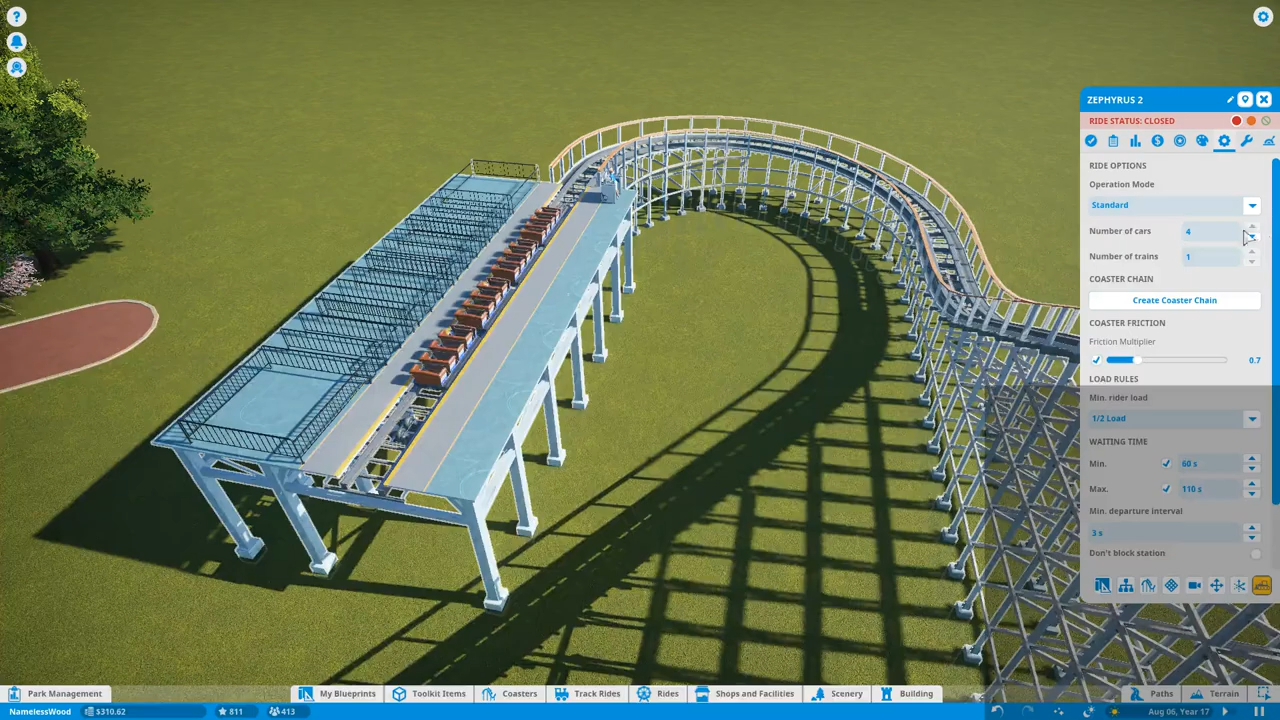 ?
ZEPHYRUS 2
RIDE STATUS: CLOSED
RIDE OPTIONS
Operation Mode
Standard
Number of cars 4
Number of trains 1
COASTER CHAIN
Create Coaster Chain
COASTER FRICTION
Friction Multiplier
0.7
LOAD RULES
Min. rider load
1/2 Load
WAITING TIME
Min. 60 s
Max. 110 s
Min. departure interval
3 s
Don't block station
Park Management My Blueprints Toolkit Items Coasters Track Rides Rides Shops and Facilities Scenery Building Paths Terrain
NamelessWood $310.62 811 413 Aug 06, Year 17